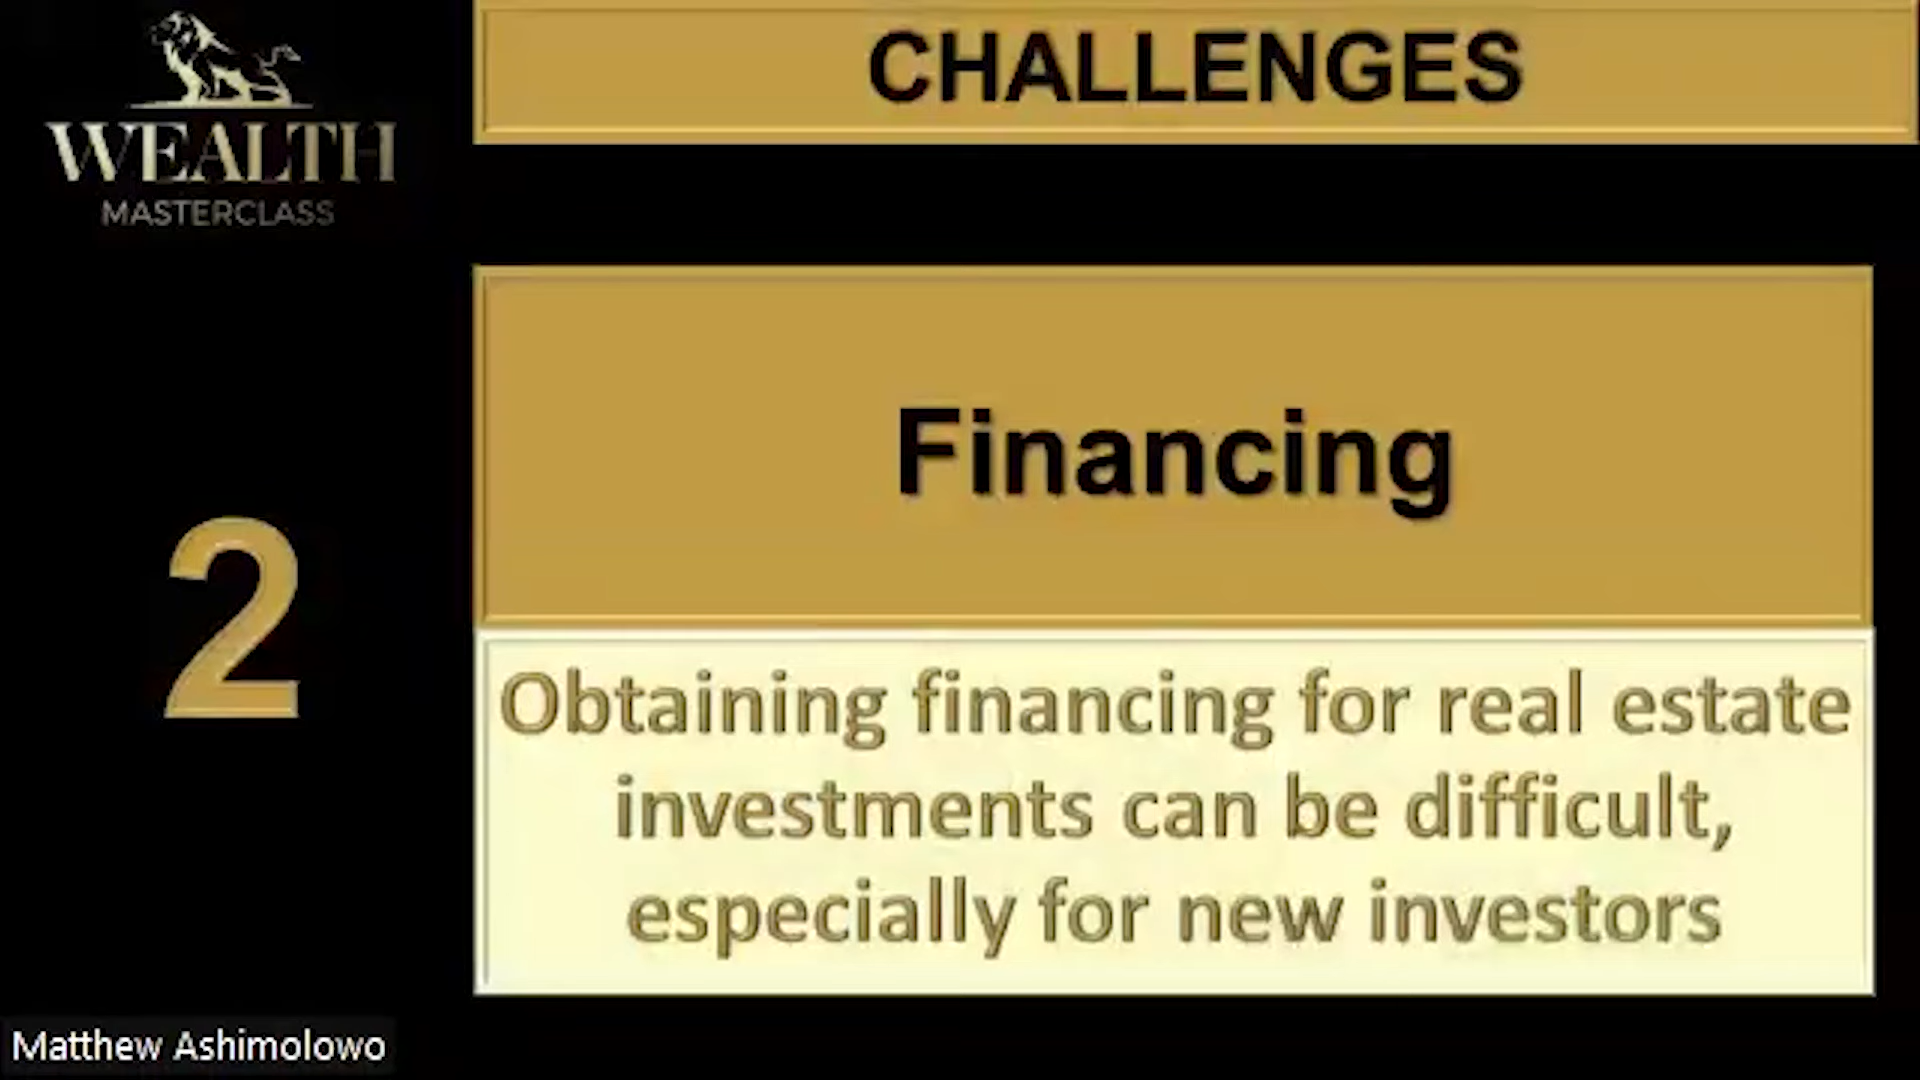 WEALTH
MASTERCLASS
CHALLENGES
2
Financing
Obtaining financing for real estate
investments can be difficult,
especially for new investors
Matthew Ashimolowo